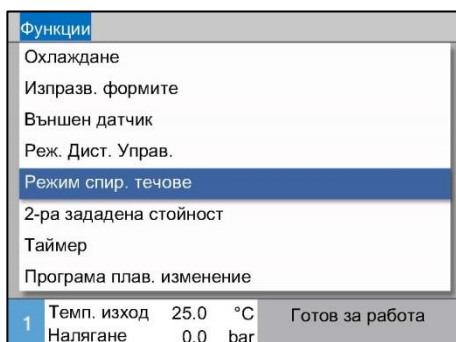 Функции
Охлаждане
Изпразв. формите
Външен датчик
Реж. Дист. Управ.
Режим спир. течове
2-ра зададена стойност
Таймер
Програма плав. изменение
1 Темп. изход 25.0 °C Готов за работа
Налягане 0.0 bar